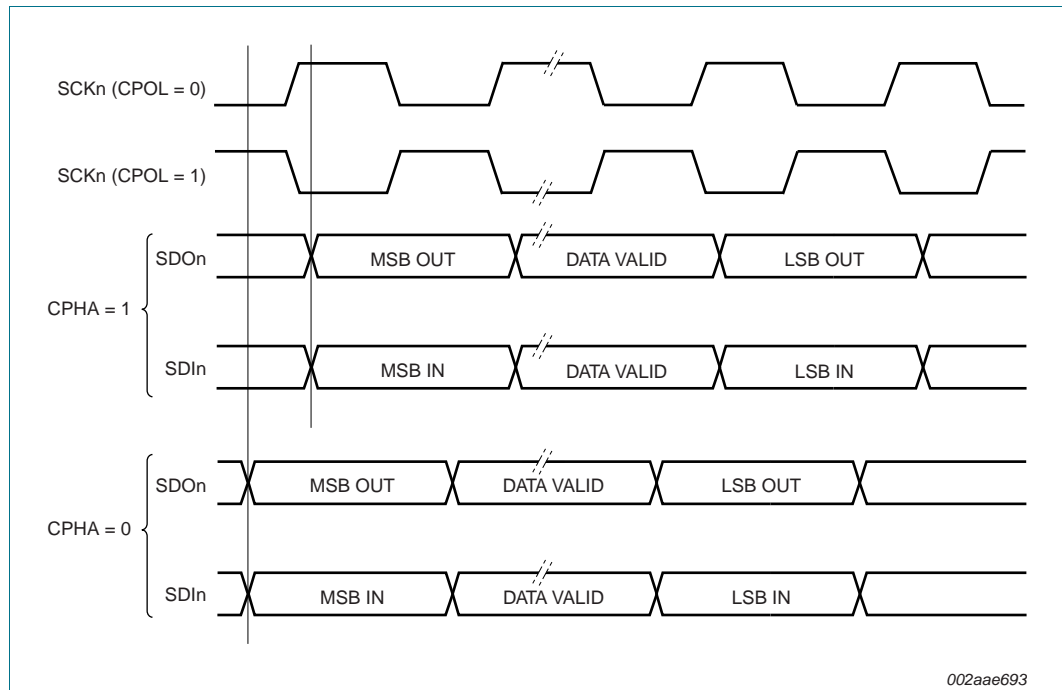 SCKn (CPOL = 0)
SCKn (CPOL = 1)
CPHA = 1
SDOn
MSB OUT
DATA VALID
LSB OUT
SDIn
MSB IN
DATA VALID
LSB IN
CPHA = 0
SDOn
MSB OUT
DATA VALID
LSB OUT
SDIn
MSB IN
DATA VALID
LSB IN
002aae693